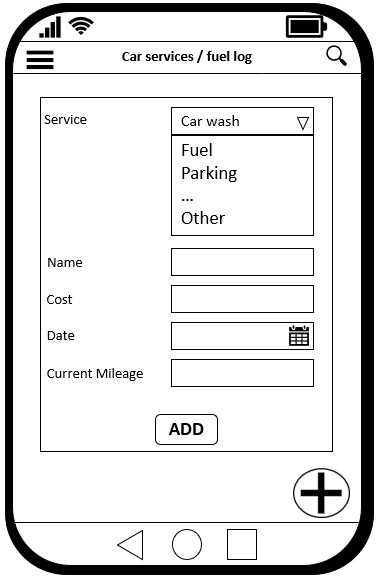 Car services / fuel log
Service
Car wash
Fuel
Parking
...
Other
Name
Cost
Date
Current Mileage
ADD